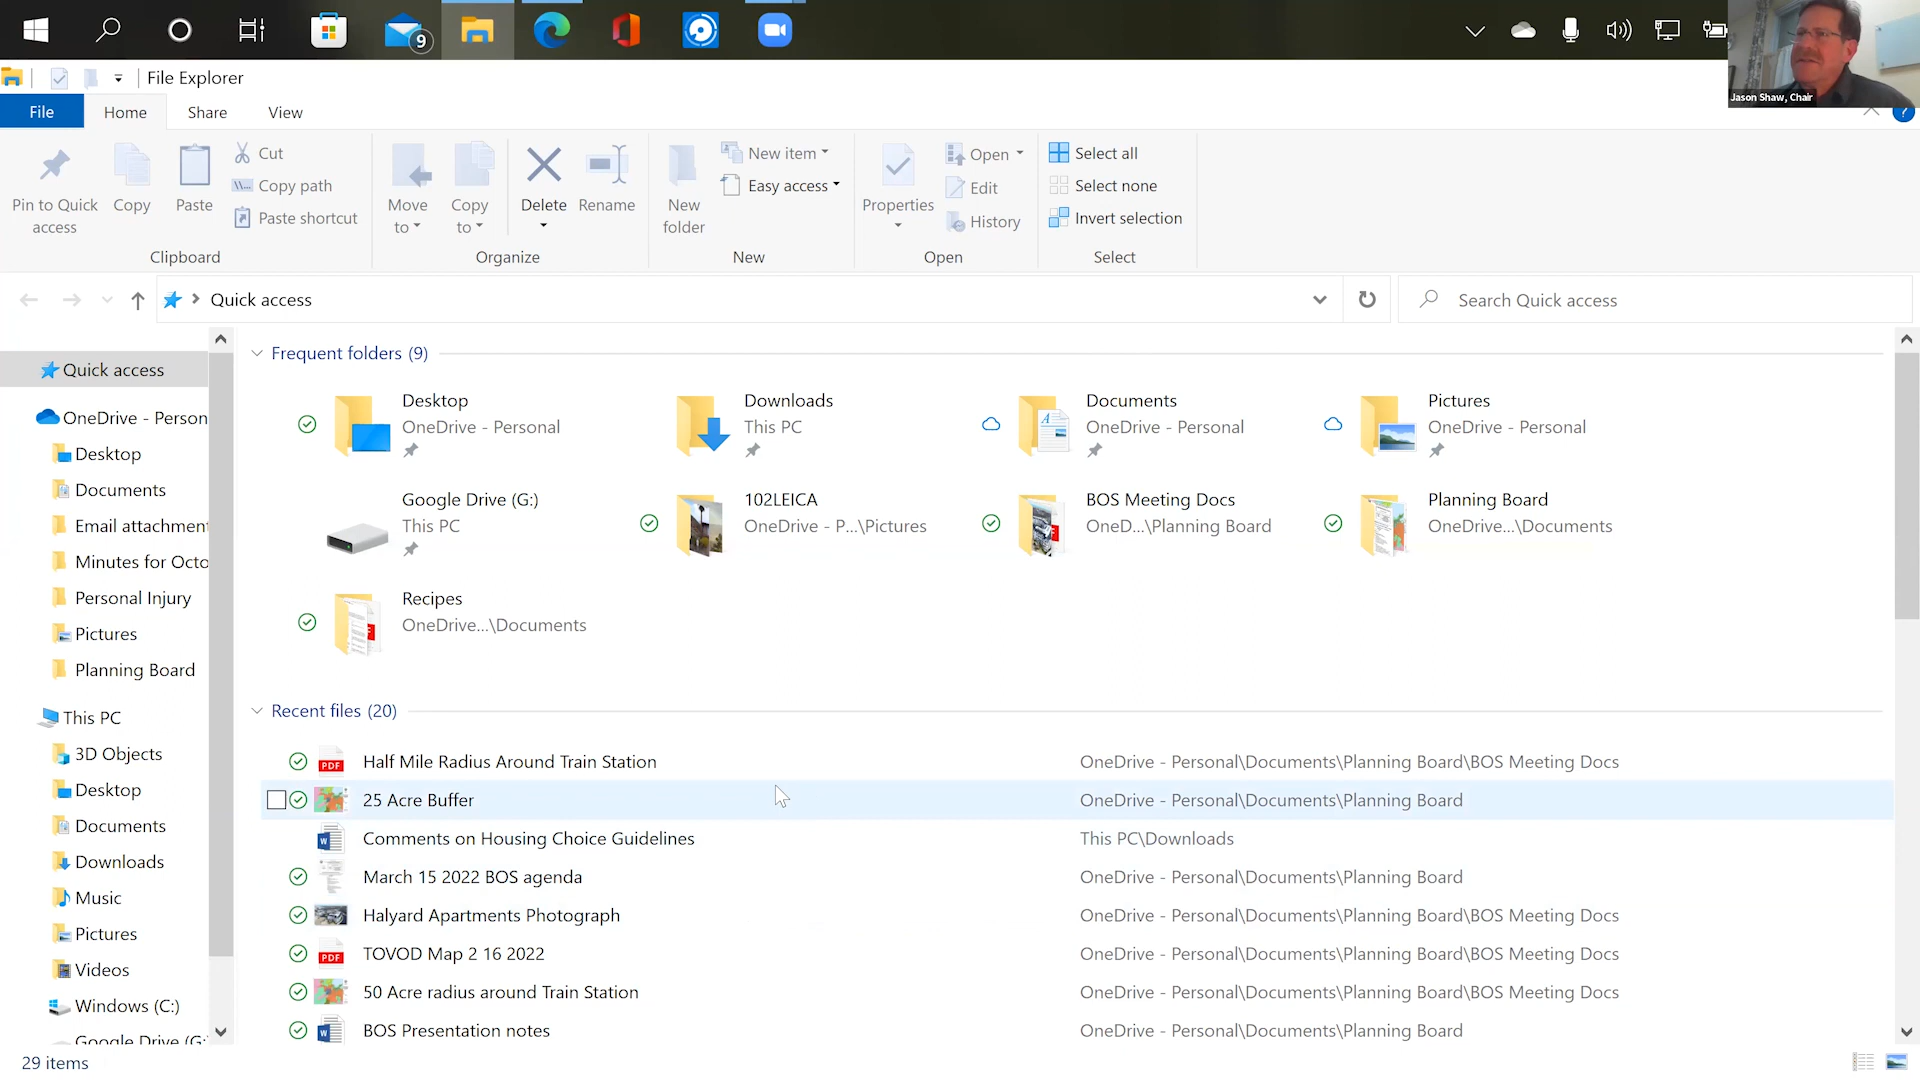 9
File Explorer
Jason Shaw, Chair
File
Home
Share
View
?
Pin to Quick
access
Copy
Paste
Cut
Copy path
Paste shortcut
Clipboard
Move
to
Copy
to
Delete
Rename
Organize
New
folder
New item
Easy access
New
Properties
Open
Edit
History
Open
Select all
Select none
Invert selection
Select
Quick access
Search Quick access
Quick access
OneDrive - Person
Desktop
Documents
Email attachment
Minutes for Octo
Personal Injury
Pictures
Planning Board
This PC
3D Objects
Desktop
Documents
Downloads
Music
Pictures
Videos
Windows (C:)
Google Drive (G:
Frequent folders (9)
Desktop
OneDrive - Personal
Downloads
This PC
Documents
OneDrive - Personal
Pictures
OneDrive - Personal
Google Drive (G:)
This PC
102LEICA
OneDrive - P...\Pictures
BOS Meeting Docs
OneD...\Planning Board
Planning Board
OneDrive...\Documents
Recipes
OneDrive...\Documents
Recent files (20)
PDF Half Mile Radius Around Train Station OneDrive - Personal\Documents\Planning Board\BOS Meeting Docs
25 Acre Buffer OneDrive - Personal\Documents\Planning Board
Comments on Housing Choice Guidelines This PC\Downloads
March 15 2022 BOS agenda OneDrive - Personal\Documents\Planning Board
Halyard Apartments Photograph OneDrive - Personal\Documents\Planning Board\BOS Meeting Docs
PDF TOVOD Map 2 16 2022 OneDrive - Personal\Documents\Planning Board\BOS Meeting Docs
50 Acre radius around Train Station OneDrive - Personal\Documents\Planning Board\BOS Meeting Docs
BOS Presentation notes OneDrive - Personal\Documents\Planning Board
29 items